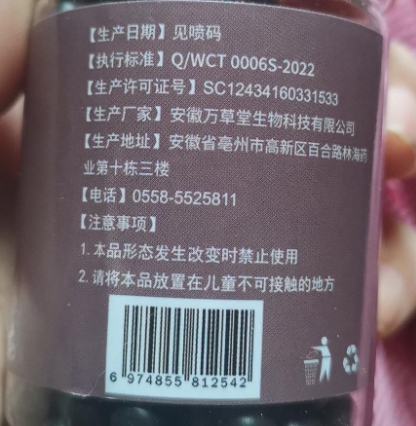 【生产日期】见喷码
【执行标准】Q/WCT 0006S-2022
【生产许可证号】SC12434160331533
【生产厂家】安徽万草堂生物科技有限公司
【生产地址】安徽省亳州市高新区百合路林海药
业第十栋三楼
【电话】0558-5525811
【注意事项】
1.本品形态发生改变时禁止使用
2.请将本品放置在儿童不可接触的地方
6 974855 812542